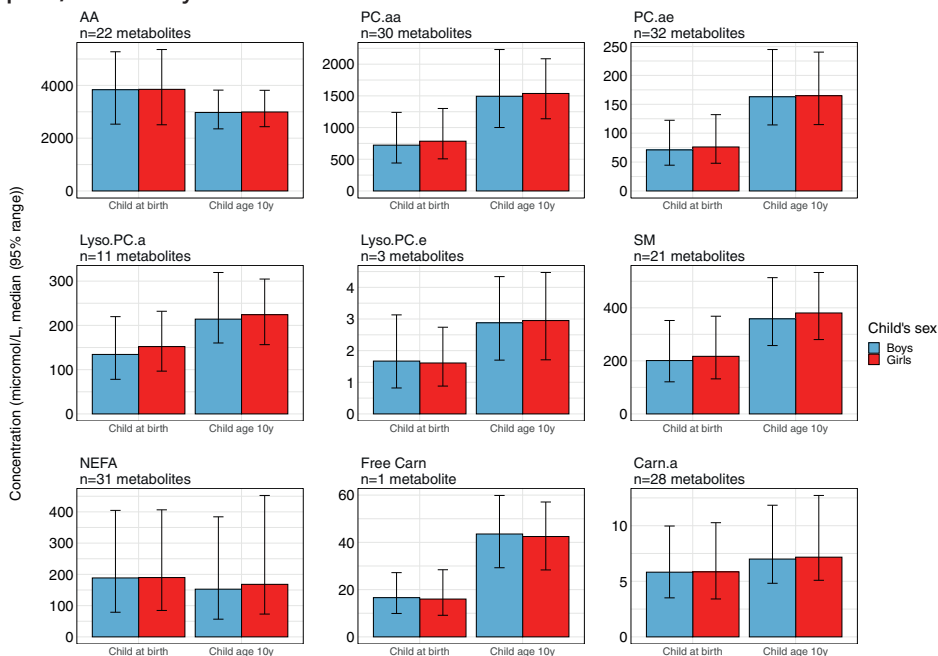 AA
n=22 metabolites
4000
2000
0
Child at birth Child age 10y
PC.aa
n=30 metabolites
2000
1500
1000
500
0
Child at birth Child age 10y
PC.ae
n=32 metabolites
250
200
150
100
50
0
Child at birth Child age 10y
Concentration (micromol/L, median (95% range))
Lyso.PC.a
n=11 metabolites
300
200
100
0
Child at birth Child age 10y
Lyso.PC.e
n=3 metabolites
4
3
2
1
0
Child at birth Child age 10y
SM
n=21 metabolites
400
200
0
Child at birth Child age 10y
Child's sex
Boys
Girls
NEFA
n=31 metabolites
400
300
200
100
0
Child at birth Child age 10y
Free Carn
n=1 metabolite
60
40
20
0
Child at birth Child age 10y
Carn.a
n=28 metabolites
10
5
0
Child at birth Child age 10y